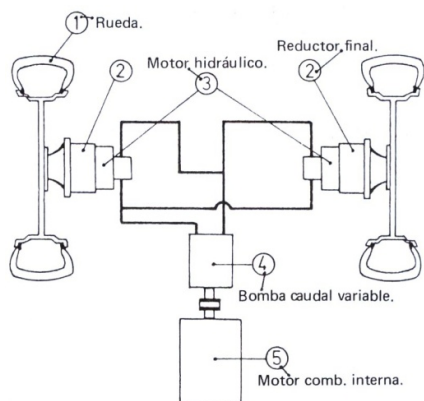 1 Rueda.
Reductor final.
2
Motor hidráulico.
3
2
4
Bomba caudal variable.
5
Motor comb. interna.